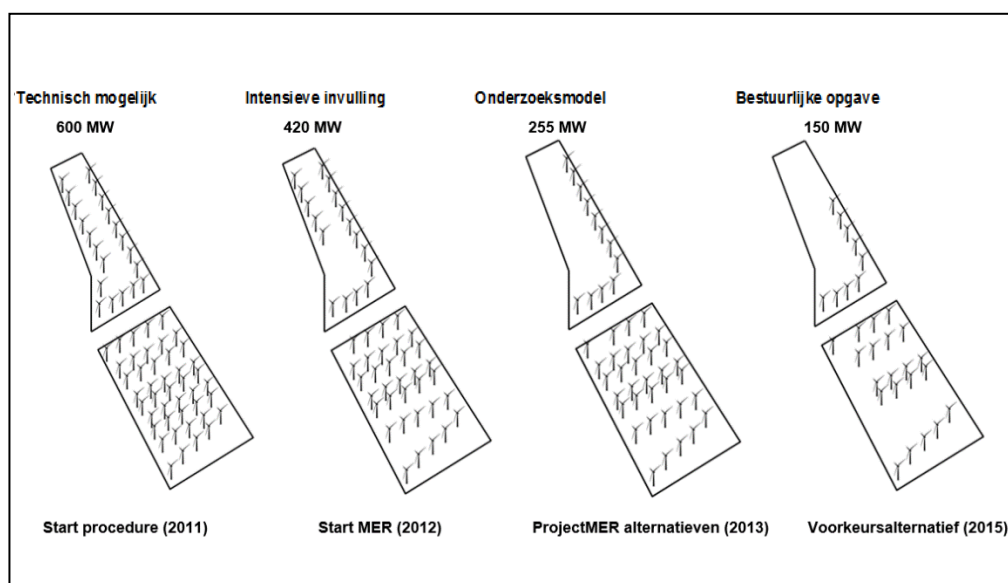 Technisch mogelijk
600 MW
Intensieve invulling
420 MW
Onderzoeksmodel
255 MW
Bestuurlijke opgave
150 MW
Start procedure (2011)
Start MER (2012)
ProjectMER alternatieven (2013)
Voorkeursalternatief (2015)